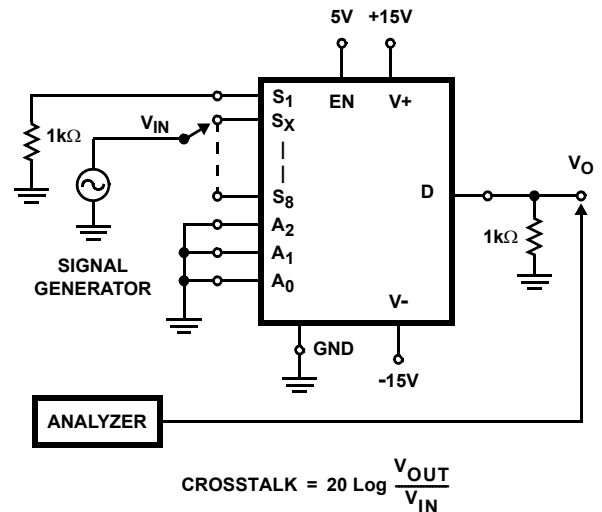 5V +15V
S1 EN V+
1kΩ VIN SX
VO
S8 D
A2
1kΩ
SIGNAL A1
GENERATOR A0
V-
GND
-15V
ANALYZER
CROSSTALK = 20 Log VOUT
VIN